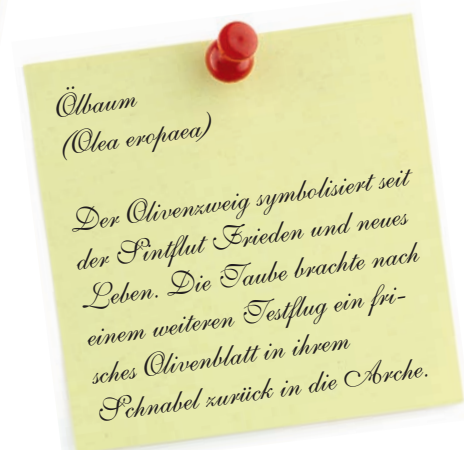 Ölbaum
(Olea eropaea)
Der Olivenzweig symbolisiert seit
der Sintflut Frieden und neues
Leben. Die Taube brachte nach
einem weiteren Testflug ein fri-
sches Olivenblatt in ihrem
Schnabel zurück in die Arche.